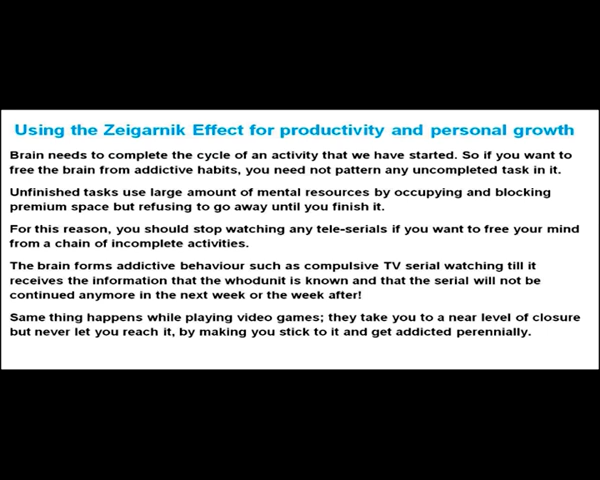 Using the Zeigarnik Effect for productivity and personal growth
Brain needs to complete the cycle of an activity that we have started. So if you want to
free the brain from addictive habits, you need not pattern any uncompleted task in it.
Unfinished tasks use large amount of mental resources by occupying and blocking
premium space but refusing to go away until you finish it.
For this reason, you should stop watching any tele-serials if you want to free your mind
from a chain of incomplete activities.
The brain forms addictive behaviour such as compulsive TV serial watching till it
receives the information that the whodunit is known and that the serial will not be
continued anymore in the next week or the week after!
Same thing happens while playing video games; they take you to a near level of closure
but never let you reach it, by making you stick to it and get addicted perennially.